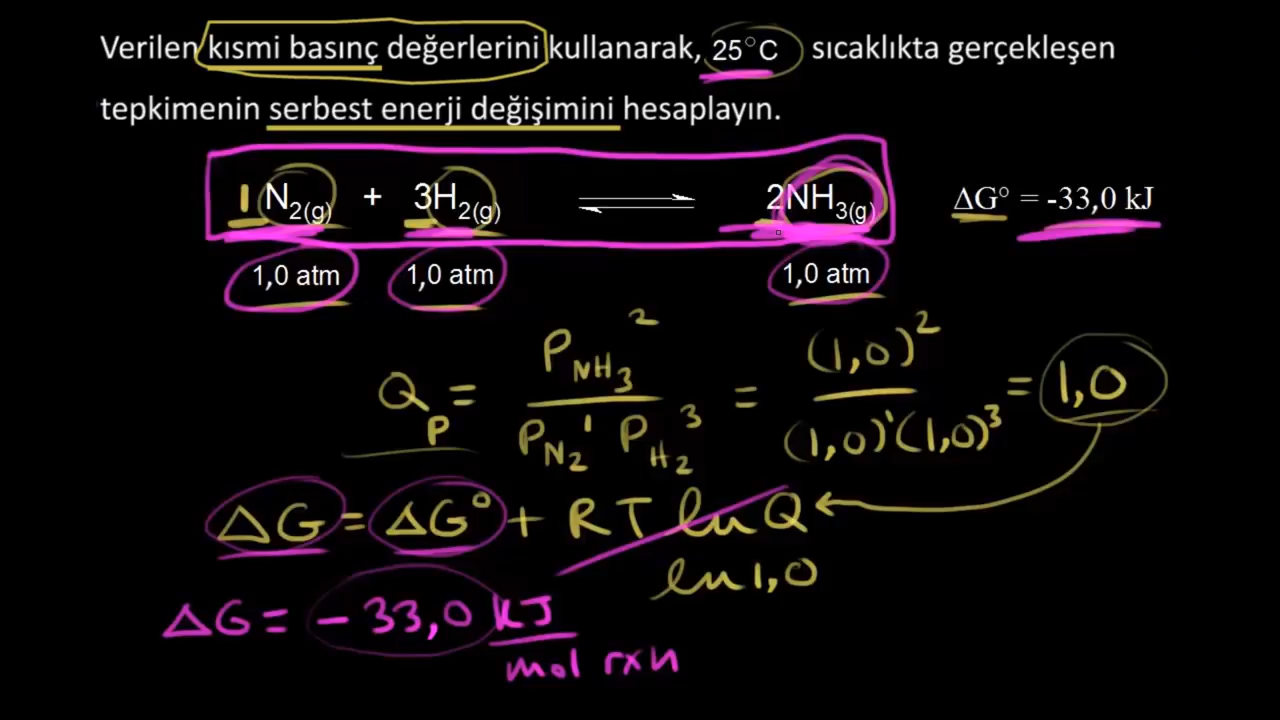 Verilen kısmi basınç değerlerini kullanarak, 25°C sıcaklıkta gerçekleşen
tepkimenin serbest enerji değişimini hesaplayın.
1 N2(g) + 3H2(g) ⇌ 2NH3(g) ΔG° = -33,0 kJ
1,0 atm 1,0 atm 1,0 atm
Qp = PNH3^2 / PN2^1 PH2^3 = (1,0)^2 / (1,0)^1 (1,0)^3 = 1,0
ΔG = ΔG° + RT ln Q
ln 1,0
ΔG = -33,0 kJ
mol rxn